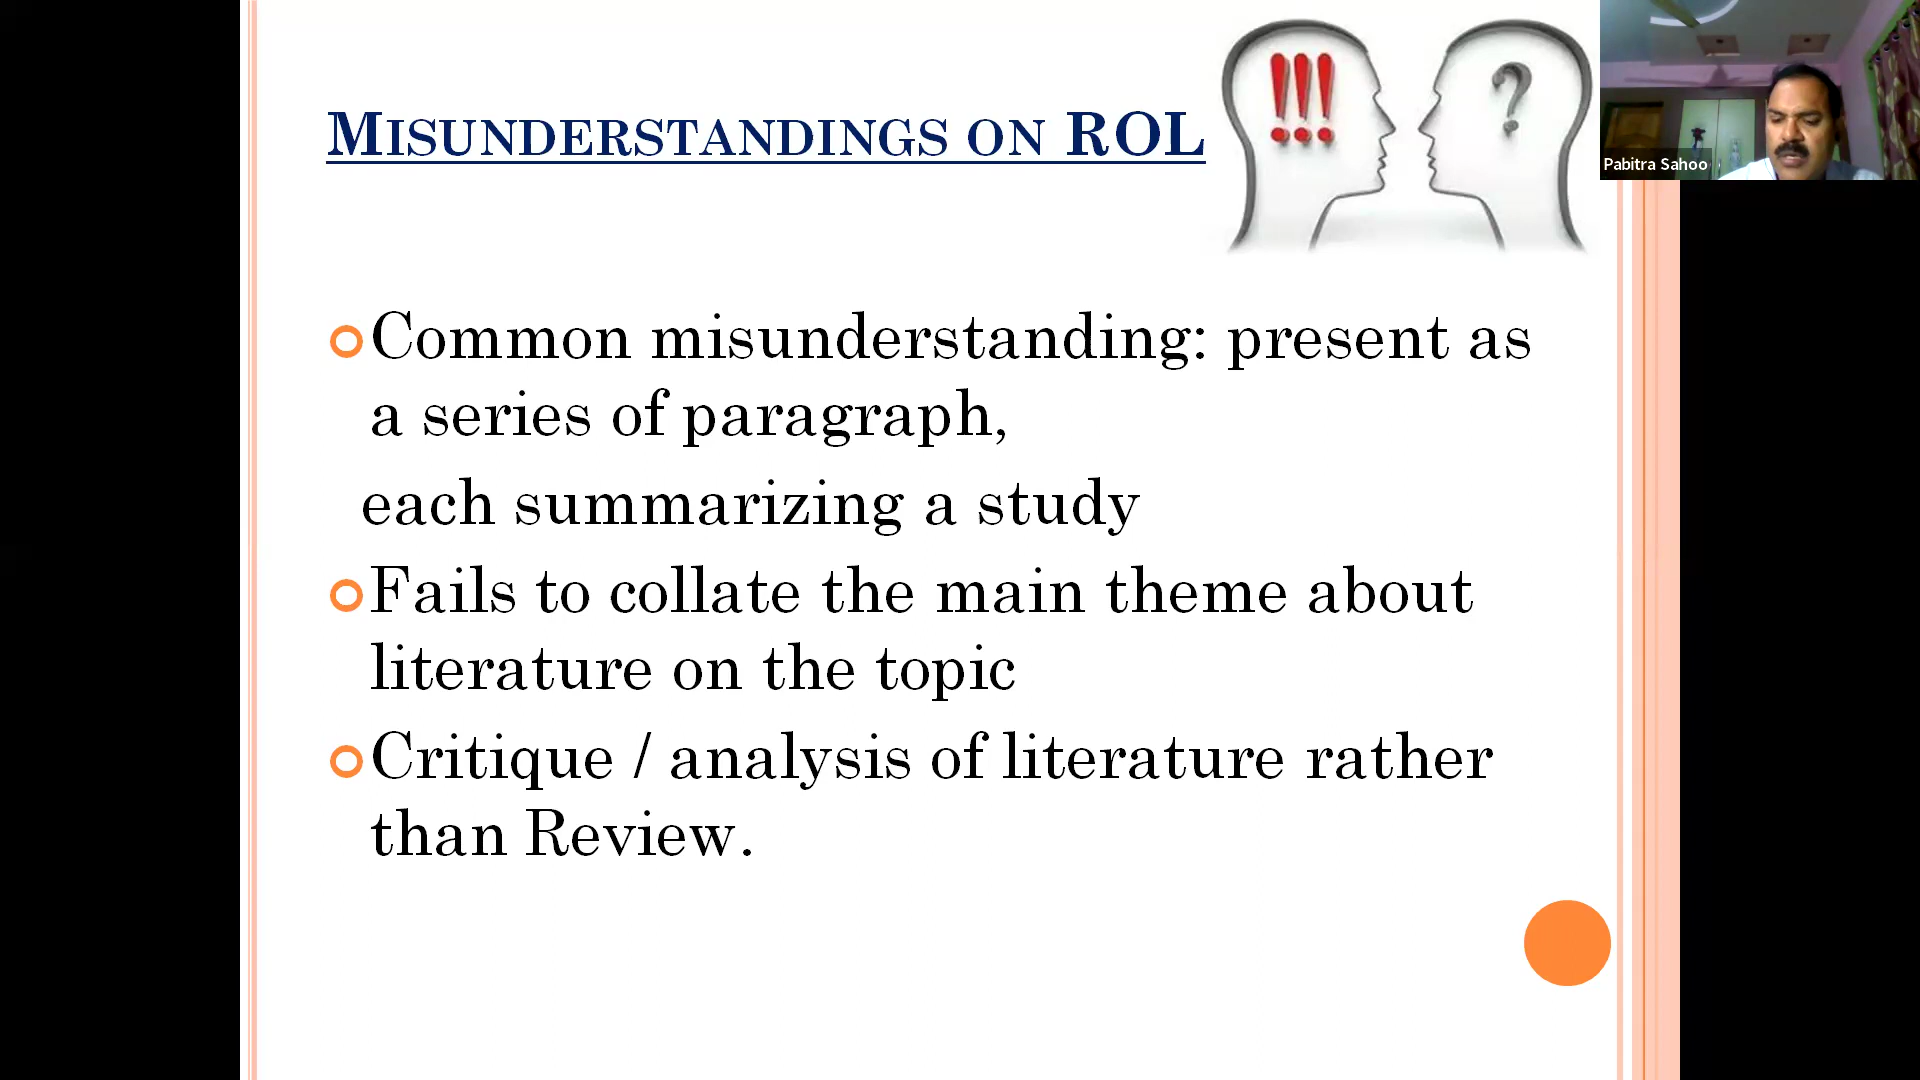 MISUNDERSTANDINGS ON ROL
!!!
?
Pabitra Sahoo
Common misunderstanding: present as
a series of paragraph,
each summarizing a study
Fails to collate the main theme about
literature on the topic
Critique / analysis of literature rather
than Review.